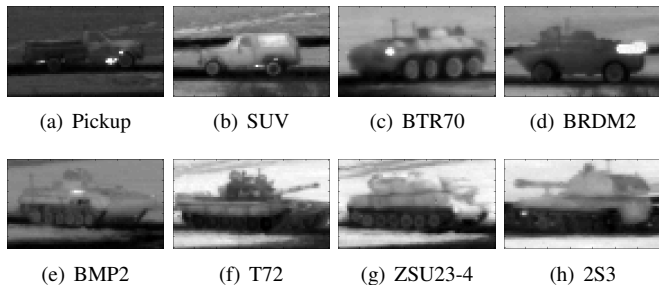 (a) Pickup
(b) SUV
(c) BTR70
(d) BRDM2
(e) BMP2
(f) T72
(g) ZSU23-4
(h) 2S3